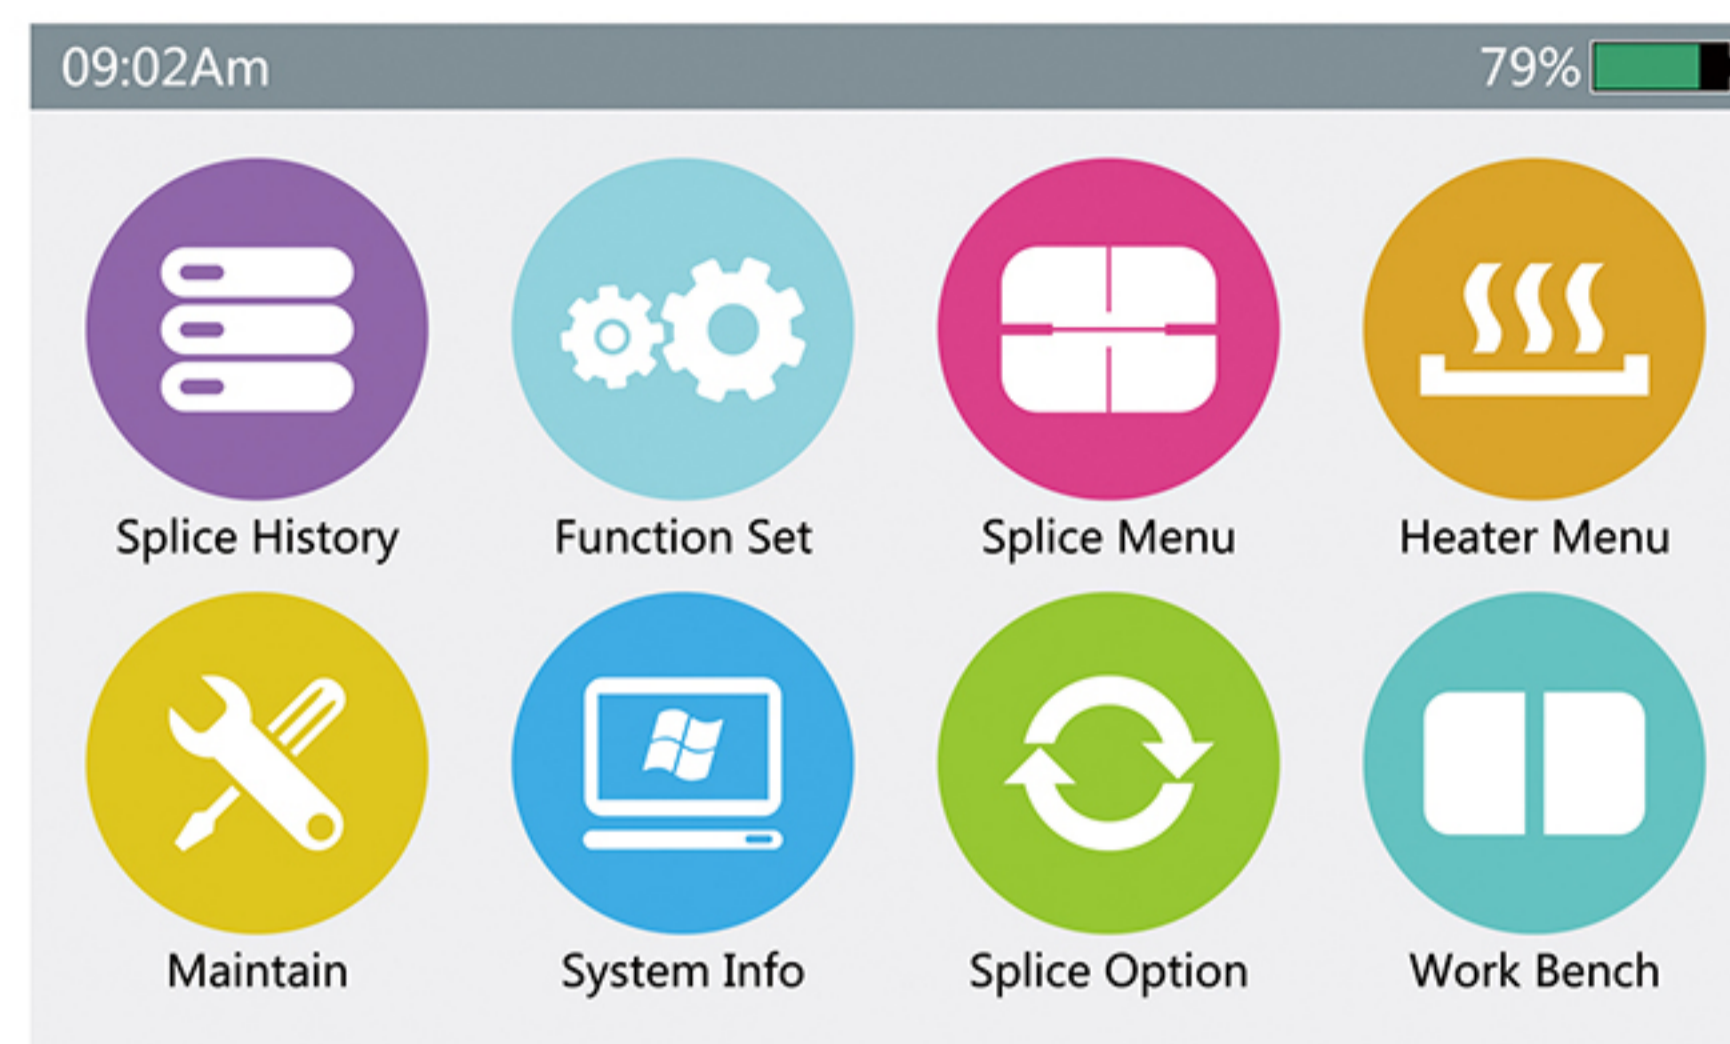 09:02Am 79%
Splice History Function Set Splice Menu Heater Menu
Maintain System Info Splice Option Work Bench